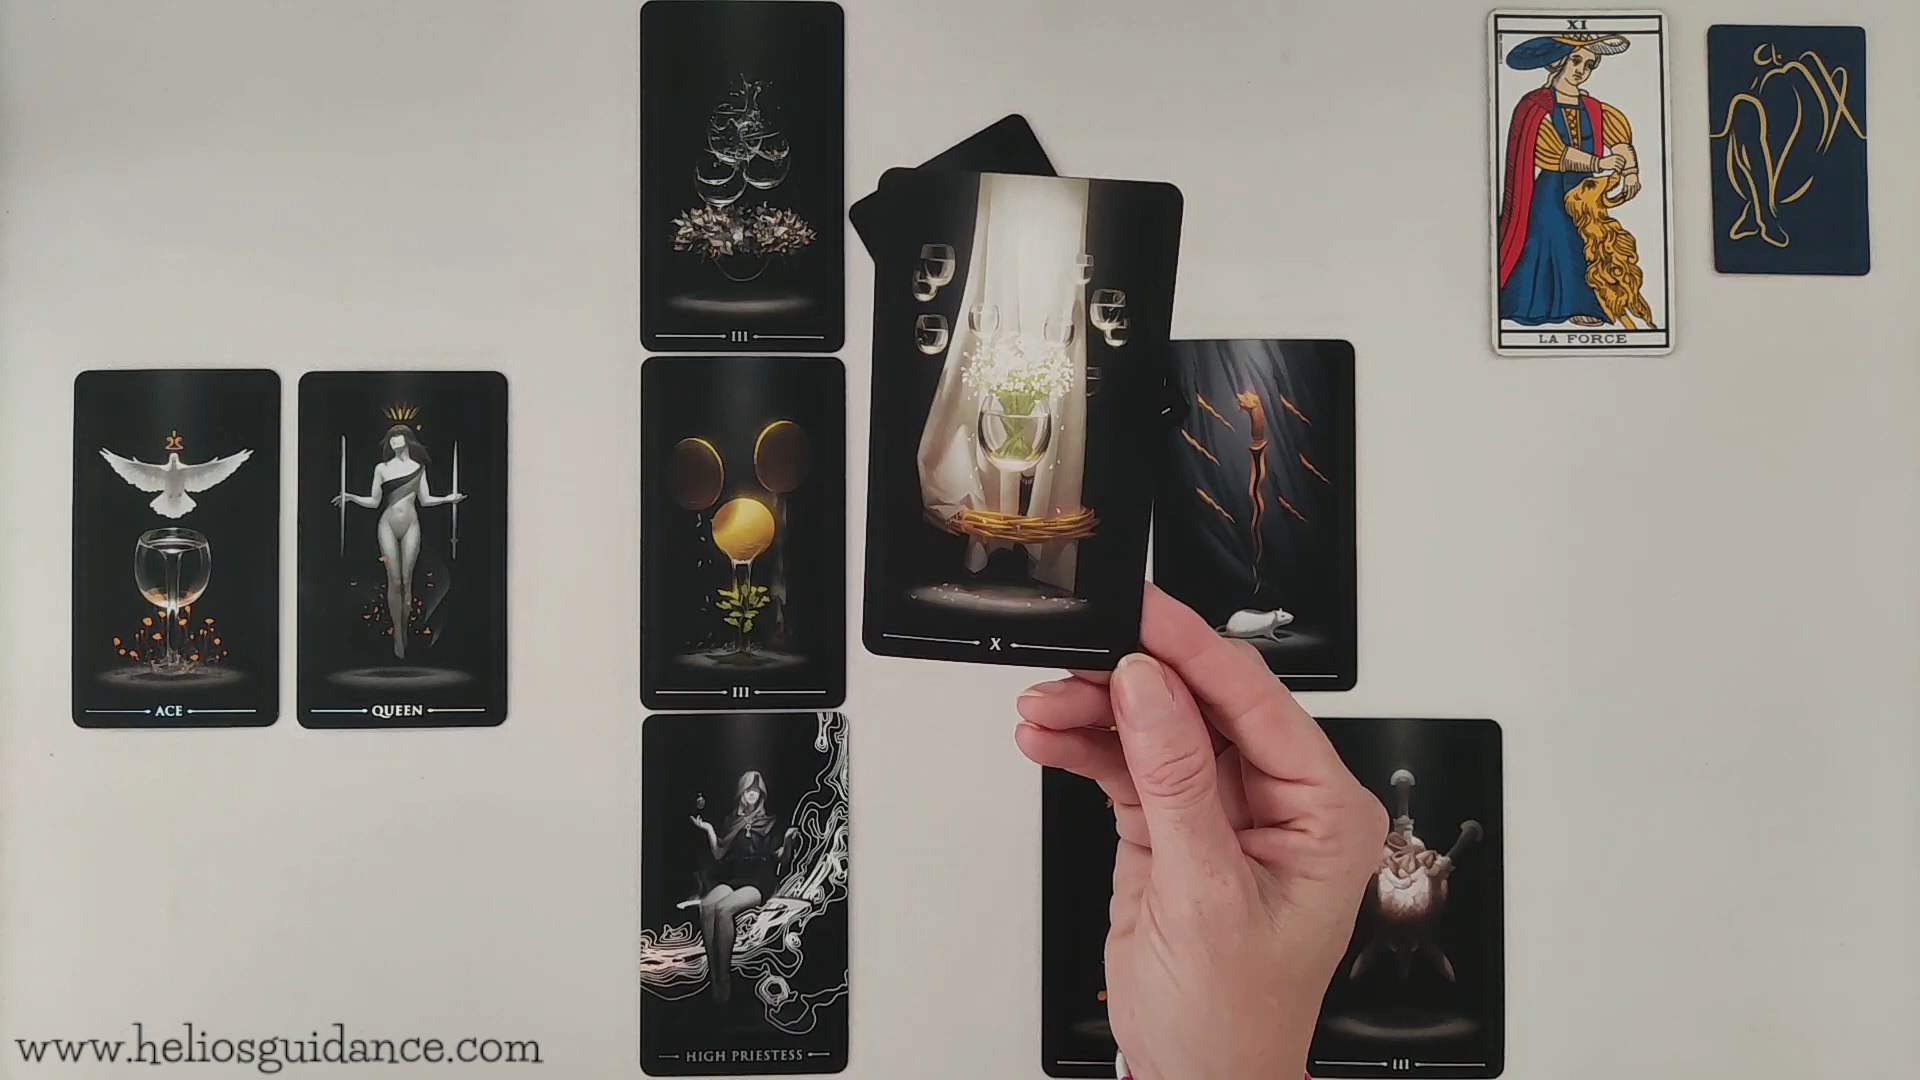 XI
LA FORCE
III
X
ACE
QUEEN
III
HIGH PRIESTESS
III
www.heliosguidance.com